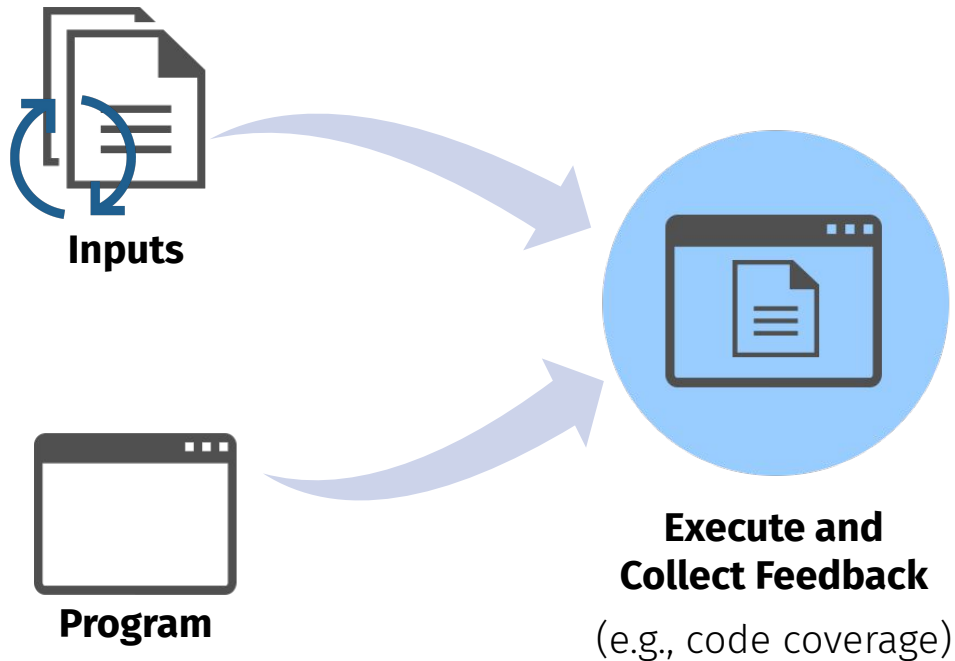 Inputs
Program
Execute and
Collect Feedback
(e.g., code coverage)